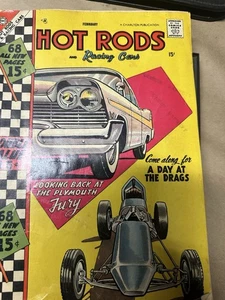 FEBRUARY
A CHARLTON PUBLICATION
HOT RODS
AND Racing Cars
15¢
68
ALL NEW
PAGES
15¢
Come along for
A DAY AT
THE DRAGS
LOOKING BACK AT
THE PLYMOUTH
Fury
68
NEW
PAGES
15¢